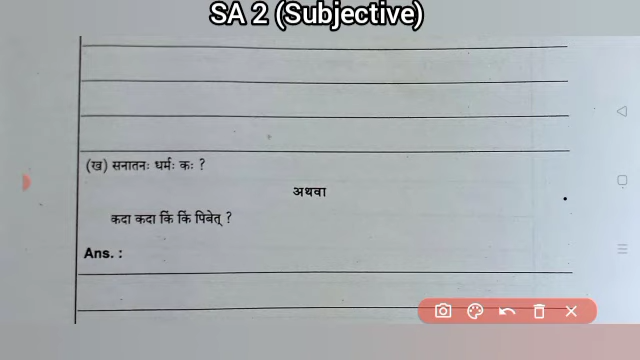 SA 2 (Subjective)
(ख) सनातनः धर्मः कः ?
अथवा
कदा कदा किं किं पिबेत् ?
Ans. :